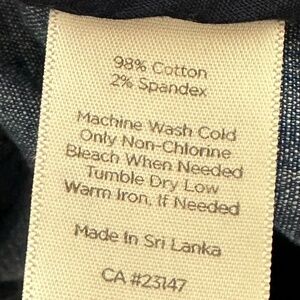 98% Cotton
2% Spandex
Machine Wash Cold
Only Non-Chlorine
Bleach When Needed
Tumble Dry Low
Warm Iron, If Needed
Made In Sri Lanka
CA #23147